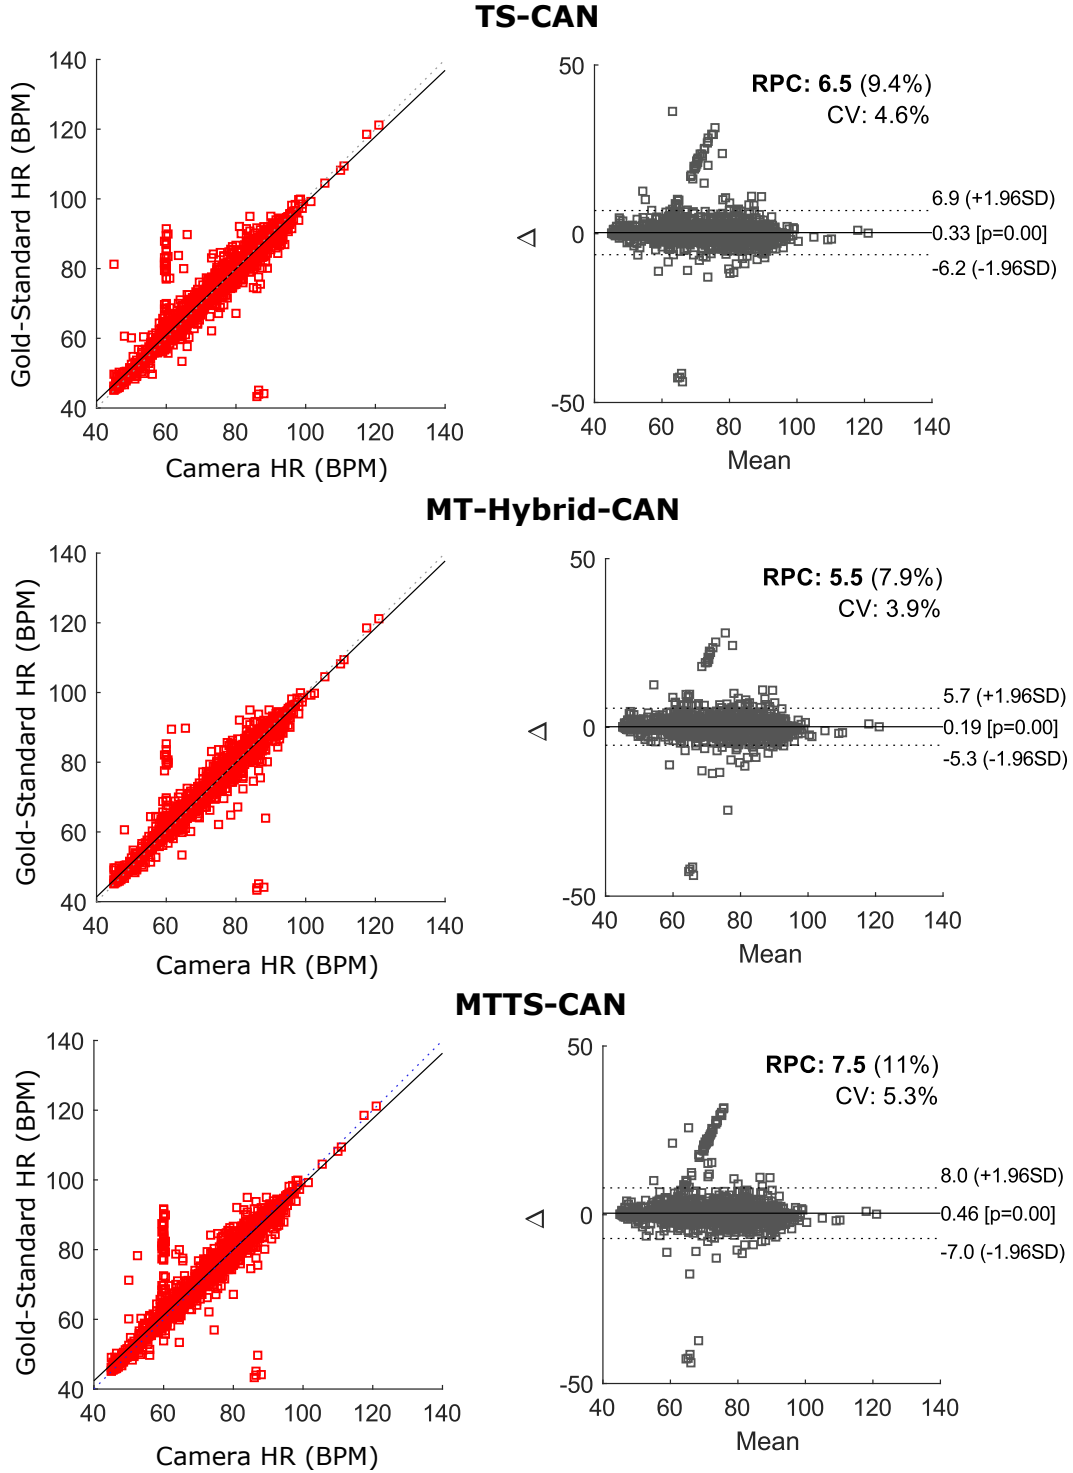 TS-CAN
140
120
100
80
60
40
40 60 80 100 120 140
Gold-Standard HR (BPM)
Camera HR (BPM)
50
0
-50
40 60 80 100 120 140
Δ
Mean
RPC: 6.5 (9.4%)
CV: 4.6%
6.9 (+1.96SD)
0.33 [p=0.00]
-6.2 (-1.96SD)
MT-Hybrid-CAN
140
120
100
80
60
40
40 60 80 100 120 140
Gold-Standard HR (BPM)
Camera HR (BPM)
50
0
-50
40 60 80 100 120 140
Δ
Mean
RPC: 5.5 (7.9%)
CV: 3.9%
5.7 (+1.96SD)
0.19 [p=0.00]
-5.3 (-1.96SD)
MTTS-CAN
140
120
100
80
60
40
40 60 80 100 120 140
Gold-Standard HR (BPM)
Camera HR (BPM)
50
0
-50
40 60 80 100 120 140
Δ
Mean
RPC: 7.5 (11%)
CV: 5.3%
8.0 (+1.96SD)
0.46 [p=0.00]
-7.0 (-1.96SD)